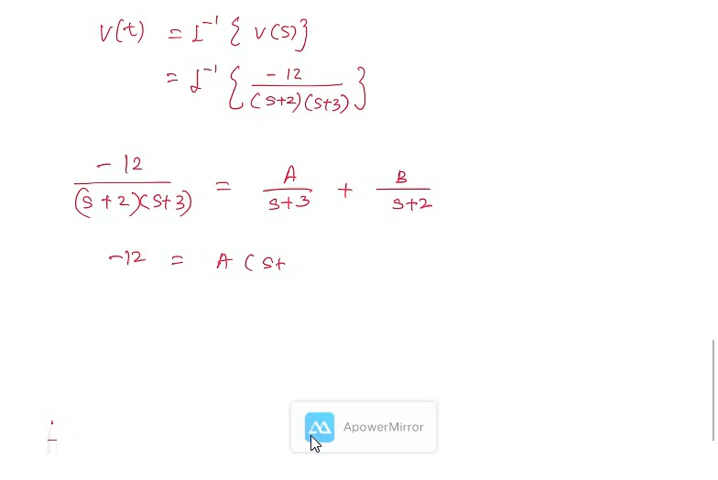 V(t) = L⁻¹ { V(S) }
= L⁻¹ { -12 / (S+2)(S+3) }
-12 / (S+2)(S+3) = A / S+3 + B / S+2
-12 = A ( S+
ApowerMirror